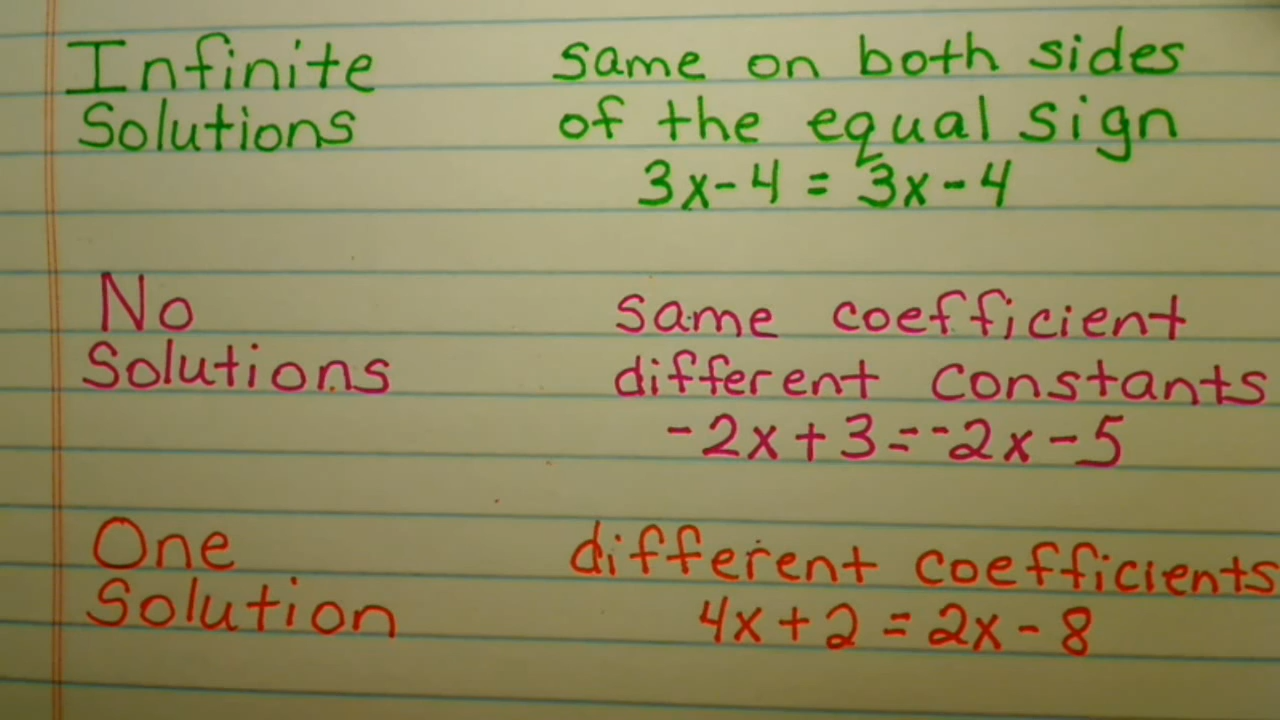 Infinite
Solutions
same on both sides
of the equal sign
3x-4 = 3x-4
No
Solutions
same coefficient
different constants
-2x+3=-2x-5
One
Solution
different coefficients
4x+2=2x-8